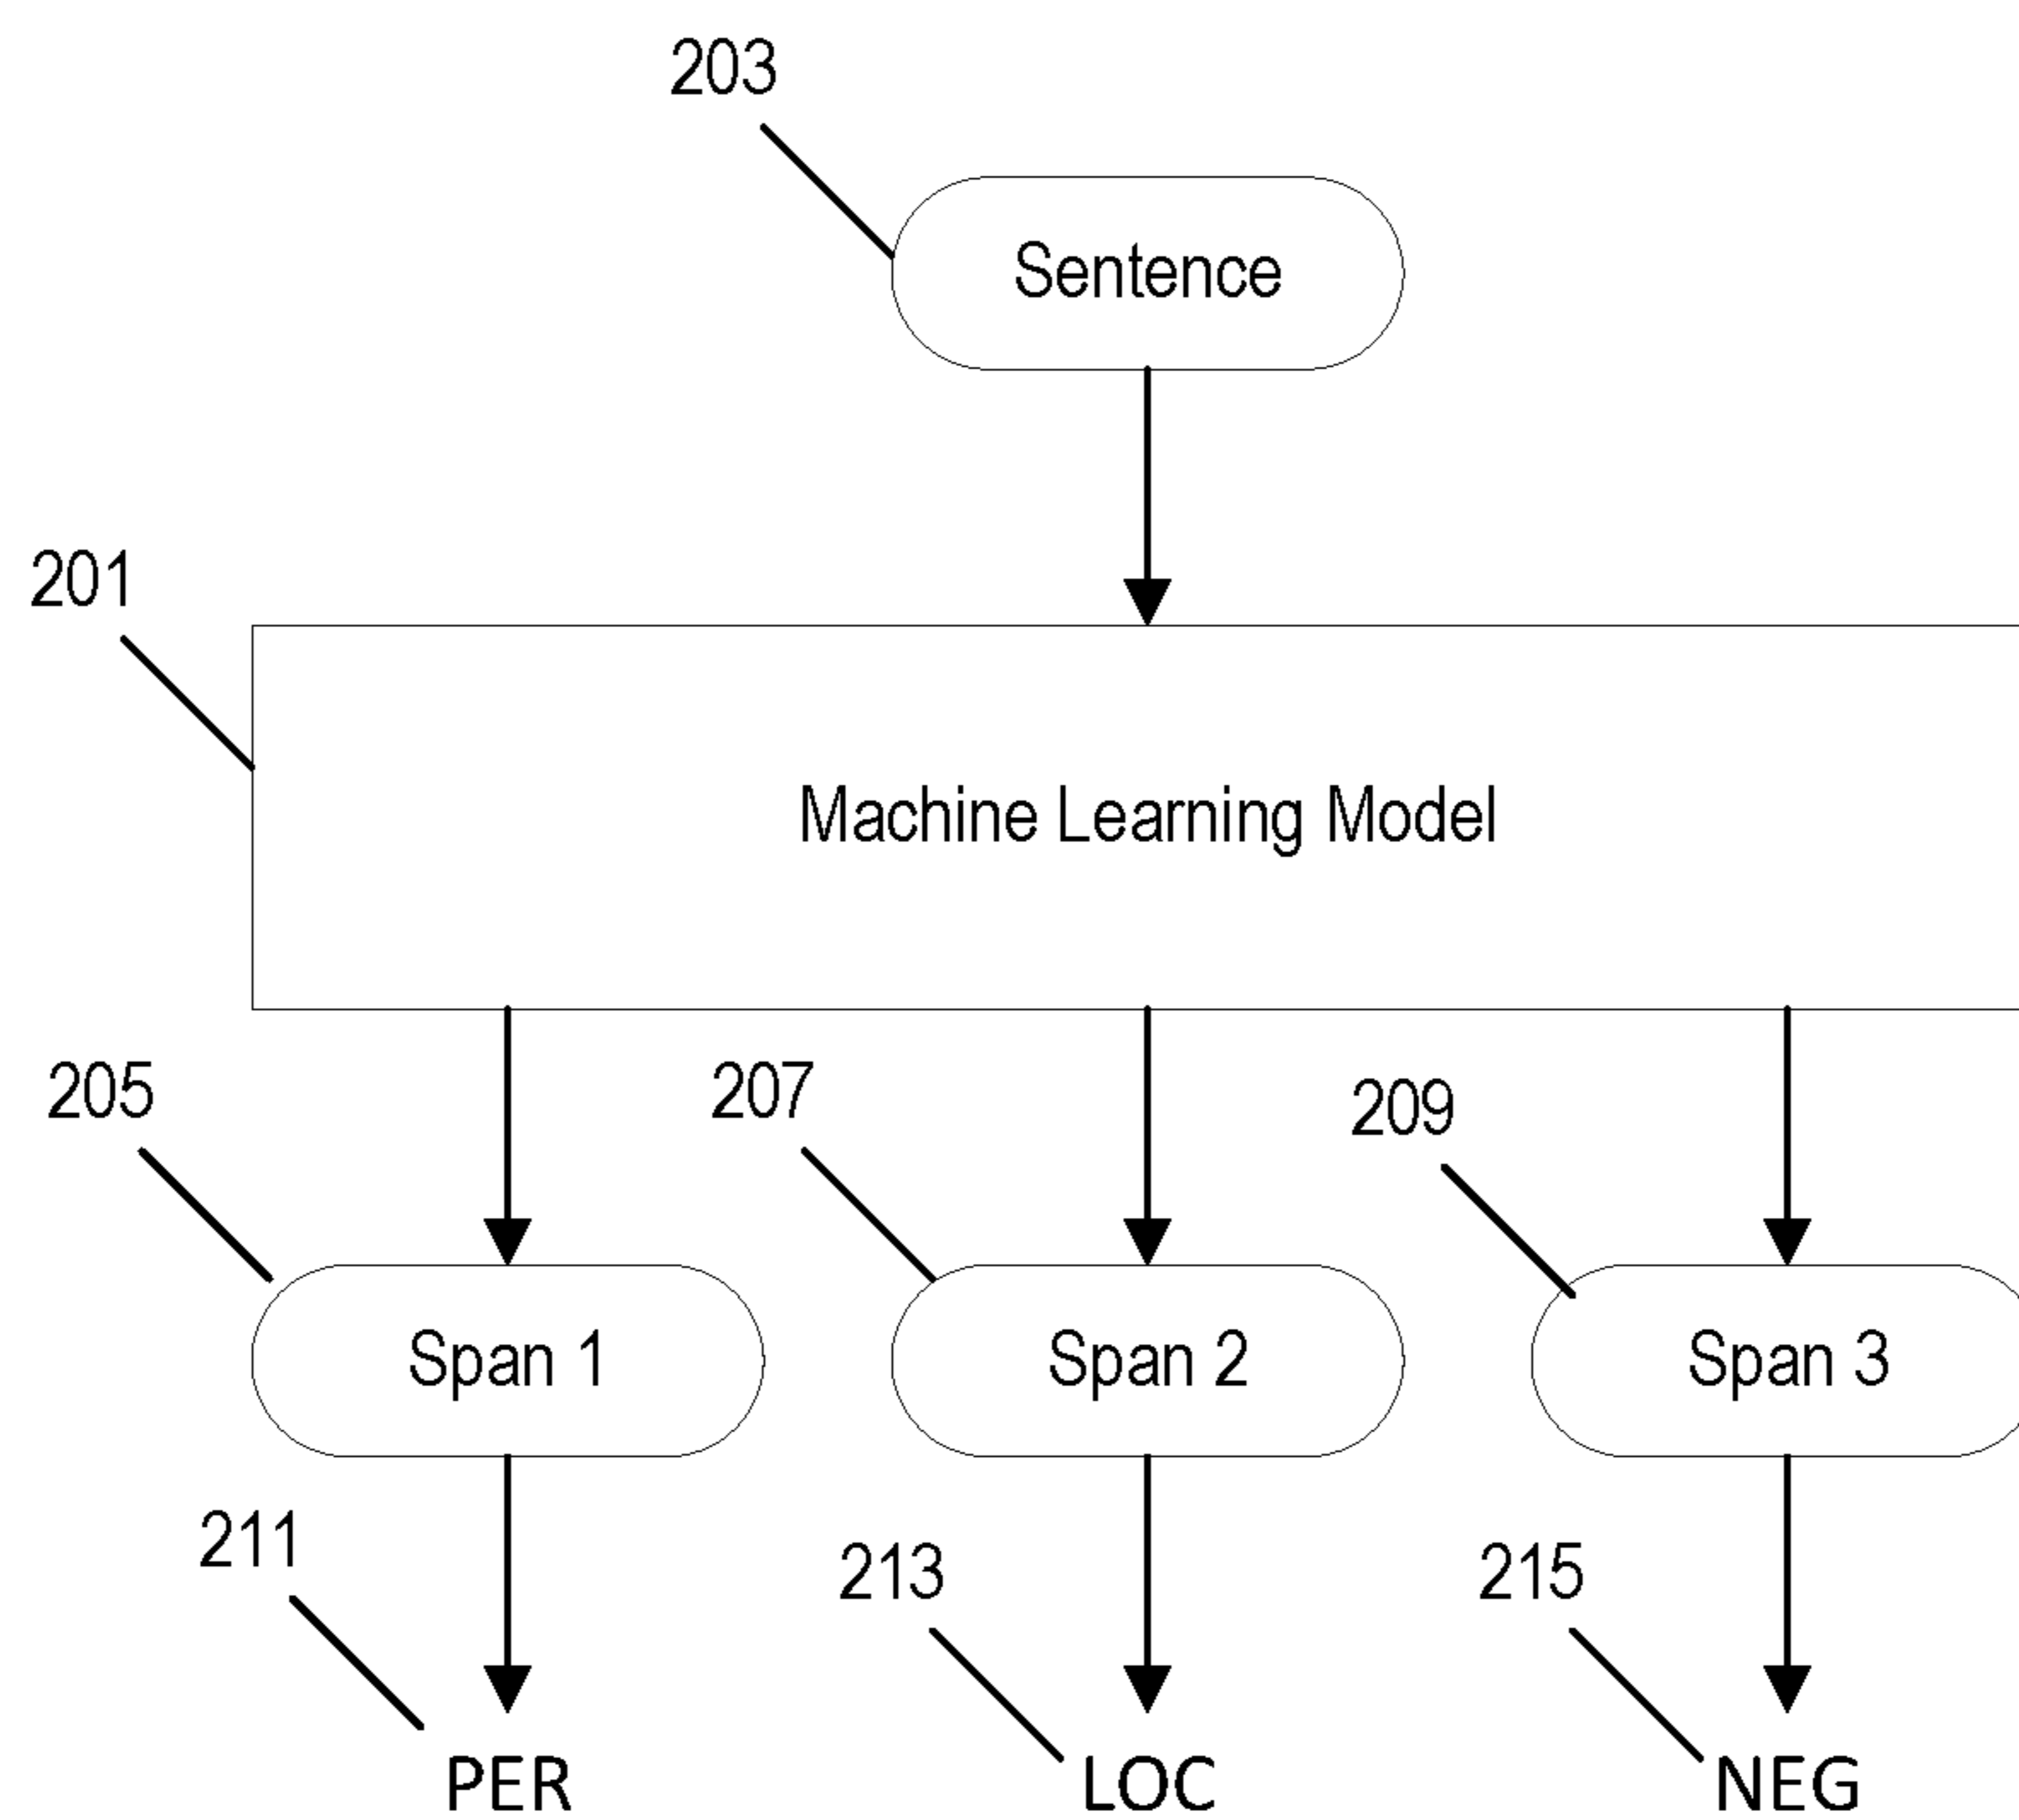 203
Sentence
201
Machine Learning Model
205
207
209
Span 1
Span 2
Span 3
211
213
215
PER
LOC
NEG